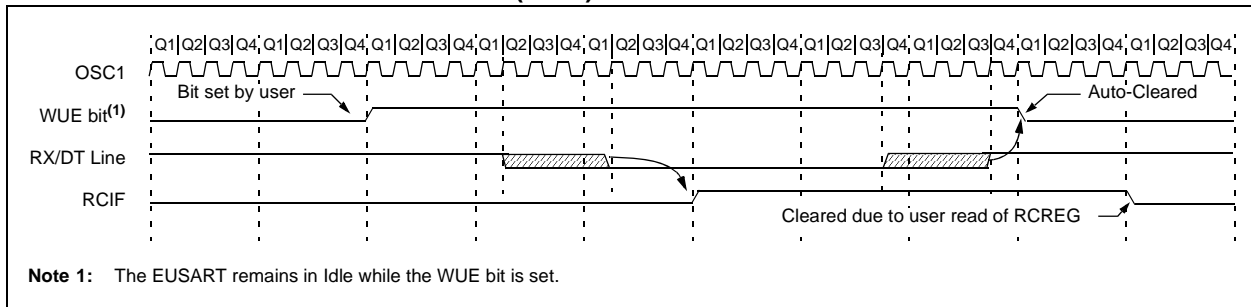 Q1 Q2 Q3 Q4 Q1 Q2 Q3 Q4 Q1 Q2 Q3 Q4 Q1 Q2 Q3 Q4 Q1 Q2 Q3 Q4 Q1 Q2 Q3 Q4 Q1 Q2 Q3 Q4 Q1 Q2 Q3 Q4 Q1 Q2 Q3 Q4 Q1 Q2 Q3 Q4
OSC1
Bit set by user
Auto-Cleared
WUE bit(1)
RX/DT Line
RCIF
Cleared due to user read of RCREG
Note 1: The EUSART remains in Idle while the WUE bit is set.